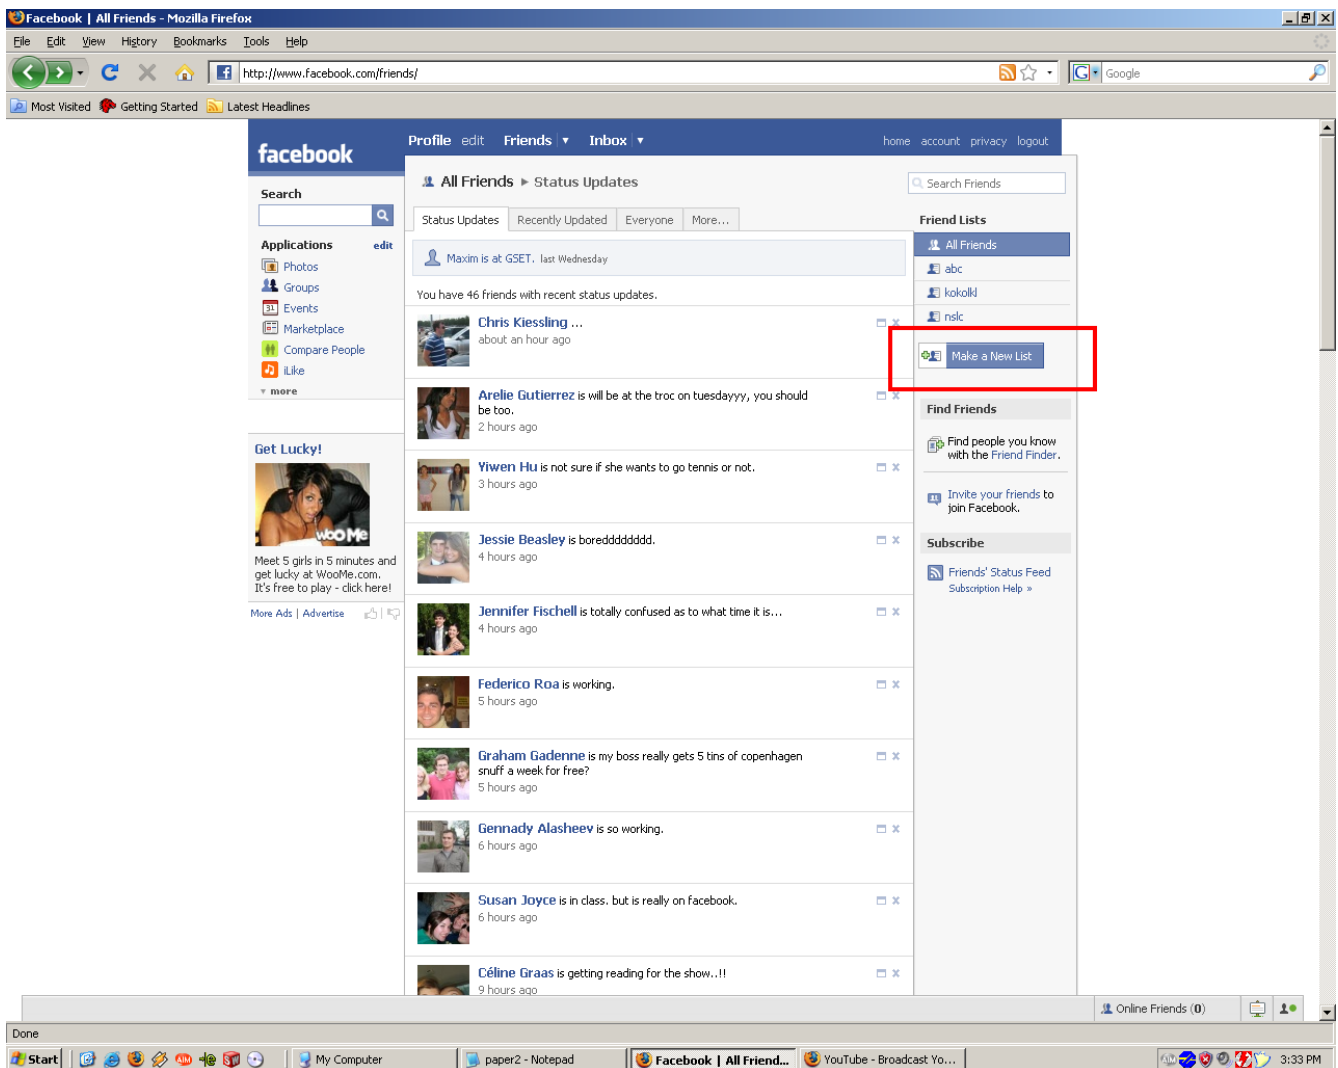 Facebook | All Friends - Mozilla Firefox
File Edit View History Bookmarks Tools Help
http://www.facebook.com/friends/
Google
Most Visited Getting Started Latest Headlines
facebook
Profile edit Friends Inbox
home account privacy logout
Search
Applications edit
Photos
Groups
31 Events
Marketplace
Compare People
iLike
more
Get Lucky!
WOO Me
Meet 5 girls in 5 minutes and
get lucky at WooMe.com.
It's free to play - click here!
More Ads | Advertise
All Friends Status Updates
Status Updates Recently Updated Everyone More...
Maxim is at GSET. last Wednesday
You have 46 friends with recent status updates.
Chris Kiessling ...
about an hour ago
Arelie Gutierrez is will be at the troc on tuesdayyy, you should
be too.
2 hours ago
Yiwen Hu is not sure if she wants to go tennis or not.
3 hours ago
Jessie Beasley is boredddddddd.
4 hours ago
Jennifer Fischell is totally confused as to what time it is...
4 hours ago
Federico Roa is working.
5 hours ago
Graham Gadenne is my boss really gets 5 tins of copenhagen
snuff a week for free?
5 hours ago
Gennady Alasheev is so working.
6 hours ago
Susan Joyce is in class. but is really on facebook.
6 hours ago
Céline Graas is getting reading for the show..!!
9 hours ago
Search Friends
Friend Lists
All Friends
abc
kokolkl
nslc
Make a New List
Find Friends
Find people you know
with the Friend Finder.
Invite your friends to
join Facebook.
Subscribe
Friends' Status Feed
Subscription Help »
Online Friends (0)
Done
Start AIM My Computer paper2 - Notepad Facebook | All Friend... YouTube - Broadcast Yo... 3:33 PM